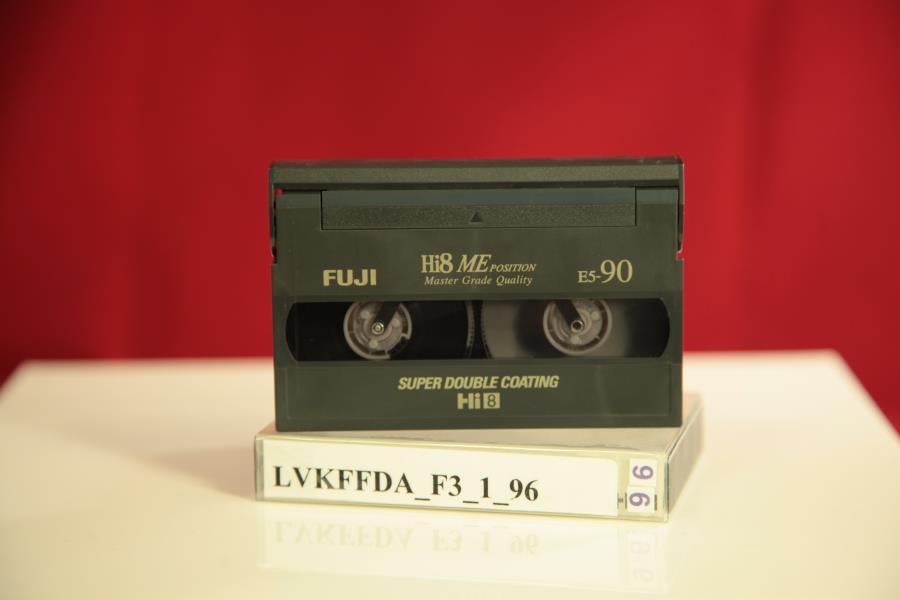 Hi8 ME POSITION
FUJI
Master Grade Quality
E5-90
SUPER DOUBLE COATING
Hi8
LVKFFDA_F3_1_96
96